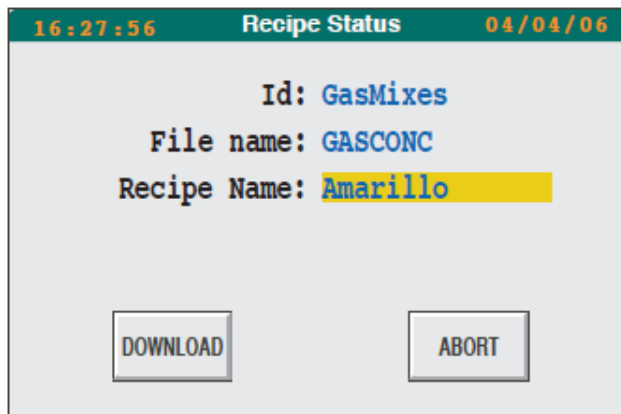 16:27:56 Recipe Status 04/04/06
Id: GasMixes
File name: GASCONC
Recipe Name: Amarillo
DOWNLOAD ABORT